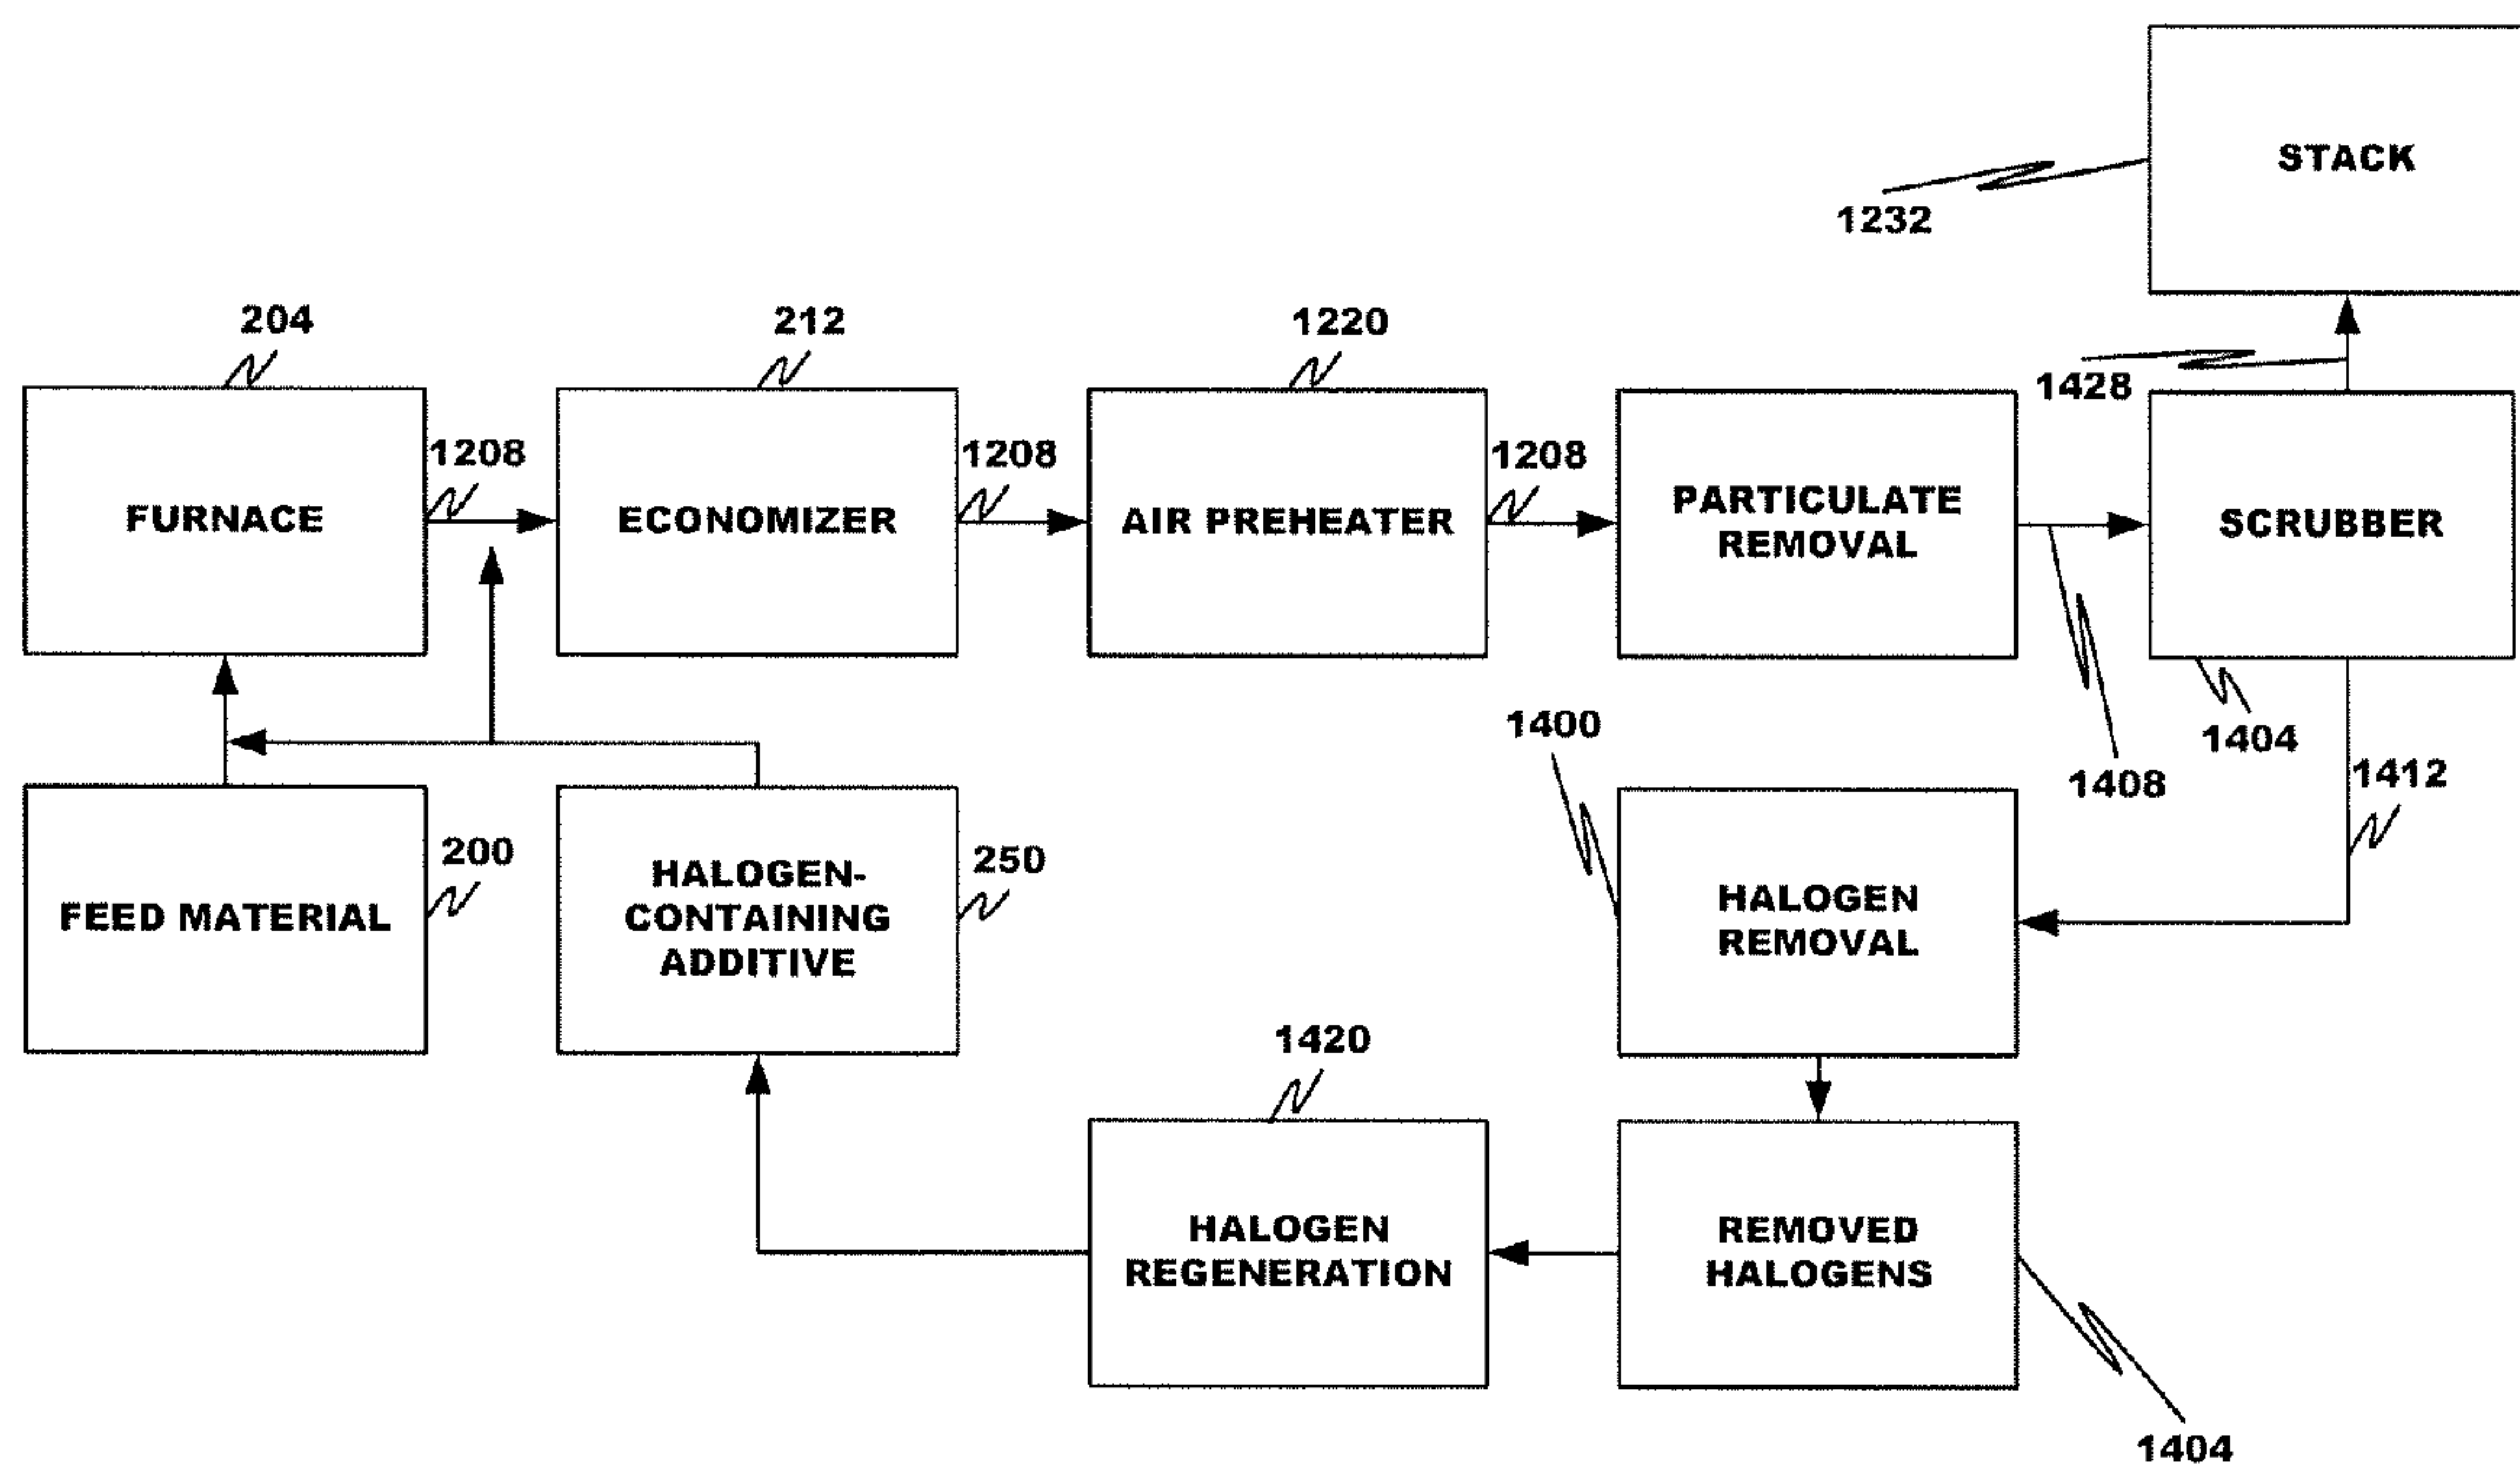 STACK
1232
204
212
1220
1428
1208
1208
1208
FURNACE
ECONOMIZER
AIR PREHEATER
PARTICULATE
REMOVAL
SCRUBBER
1400
1404
1408
1412
200
250
FEED MATERIAL
HALOGEN-
CONTAINING
ADDITIVE
HALOGEN
REMOVAL
1420
HALOGEN
REGENERATION
REMOVED
HALOGENS
1404